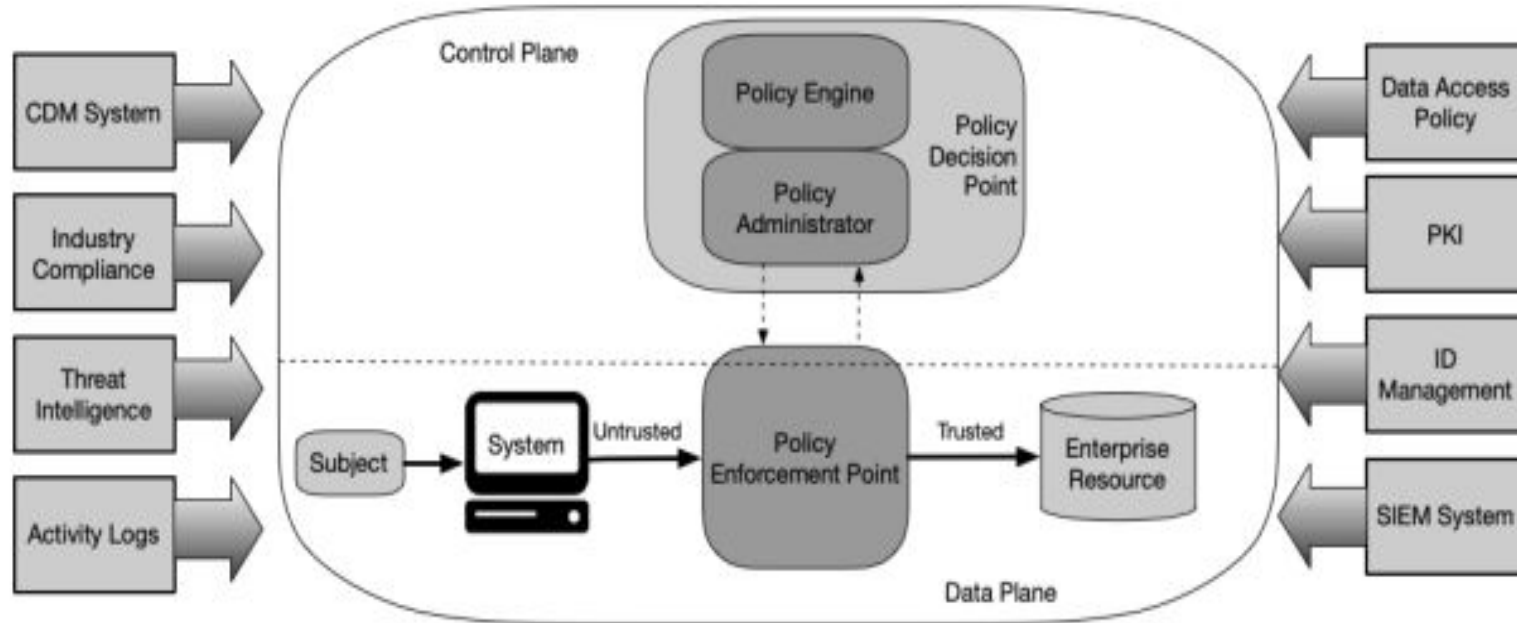 Control Plane
CDM System
Industry
Compliance
Threat
Intelligence
Activity Logs
Policy Engine
Policy
Administrator
Policy
Decision
Point
Subject
System
Untrusted
Policy
Enforcement Point
Trusted
Enterprise
Resource
Data Plane
Data Access
Policy
PKI
ID
Management
SIEM System